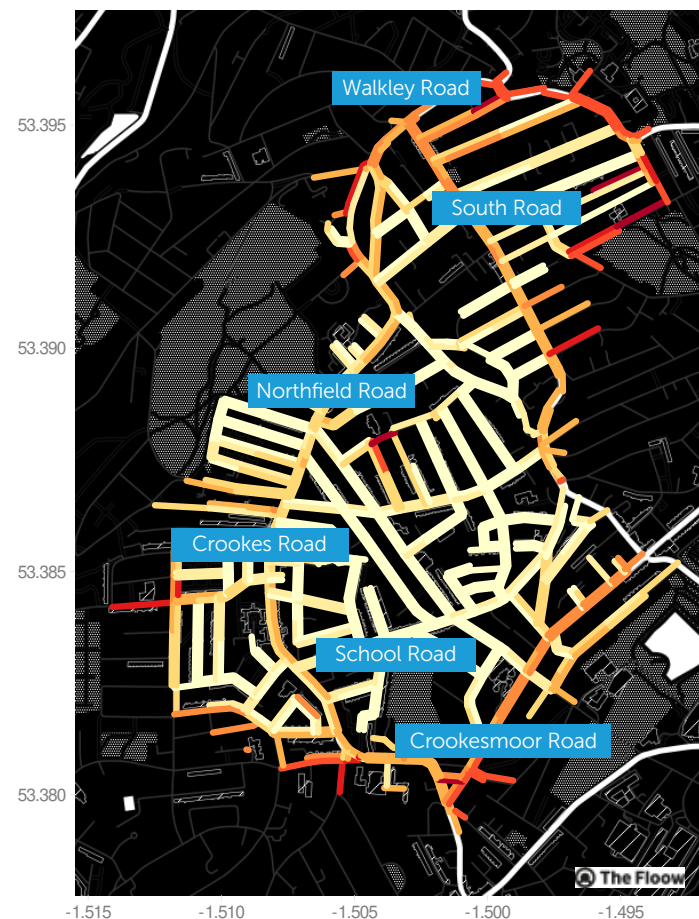 Walkley Road
53.395
South Road
53.390
Northfield Road
Crookes Road
53.385
School Road
Crookesmoor Road
53.380
The Floow
-1.515 -1.510 -1.505 -1.500 -1.495